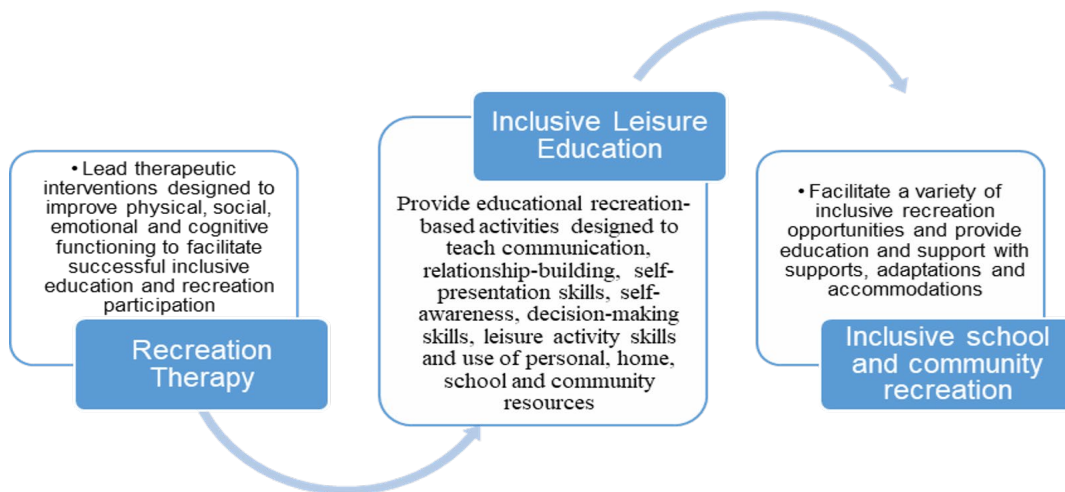 • Lead therapeutic
interventions designed to
improve physical, social,
emotional and cognitive
functioning to facilitate
successful inclusive
education and recreation
participation
Recreation
Therapy
Inclusive Leisure
Education
Provide educational recreation-
based activities designed to
teach communication,
relationship-building, self-
presentation skills, self-
awareness, decision-making
skills, leisure activity skills
and use of personal, home,
school and community
resources
• Facilitate a variety of
inclusive recreation
opportunities and provide
education and support with
supports, adaptations and
accommodations
Inclusive school
and community
recreation